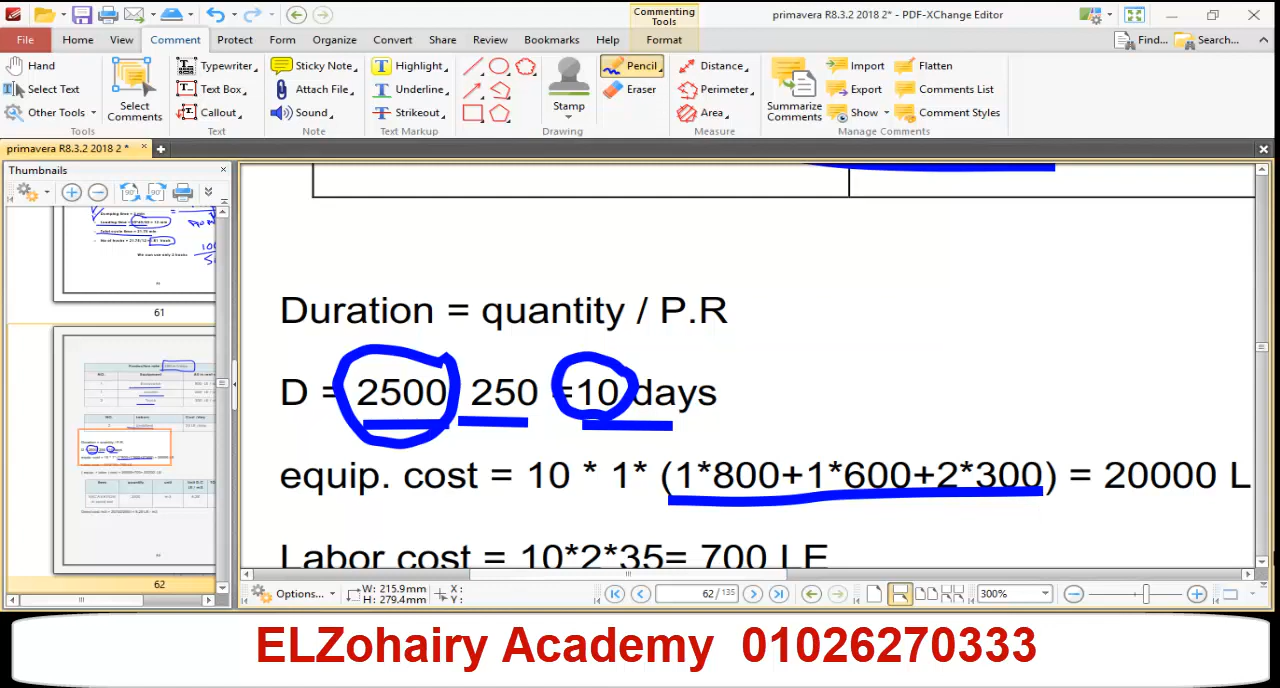 Commenting Tools
primavera R8.3.2 2018 2* - PDF-XChange Editor
File Home View Comment Protect Form Organize Convert Share Review Bookmarks Help Format Find... Search...
Hand Typewriter Sticky Note Highlight Pencil Distance Import Flatten
Select Text Text Box Attach File Underline Eraser Perimeter Export Comments List
Other Tools Select Comments Callout Sound Strikeout Stamp Area Summarize Comments Show Comment Styles
Tools Text Note Text Markup Drawing Measure Manage Comments
primavera R8.3.2 2018 2 *
Thumbnails
61
62
Duration = quantity / P.R
D = 2500 250 =10 days
equip. cost = 10 * 1* (1*800+1*600+2*300) = 20000 L
Labor cost = 10*2*35= 700 LE
Options... W: 215.9mm H: 279.4mm X: Y: 62 / 135 300%
ELZohairy Academy 01026270333